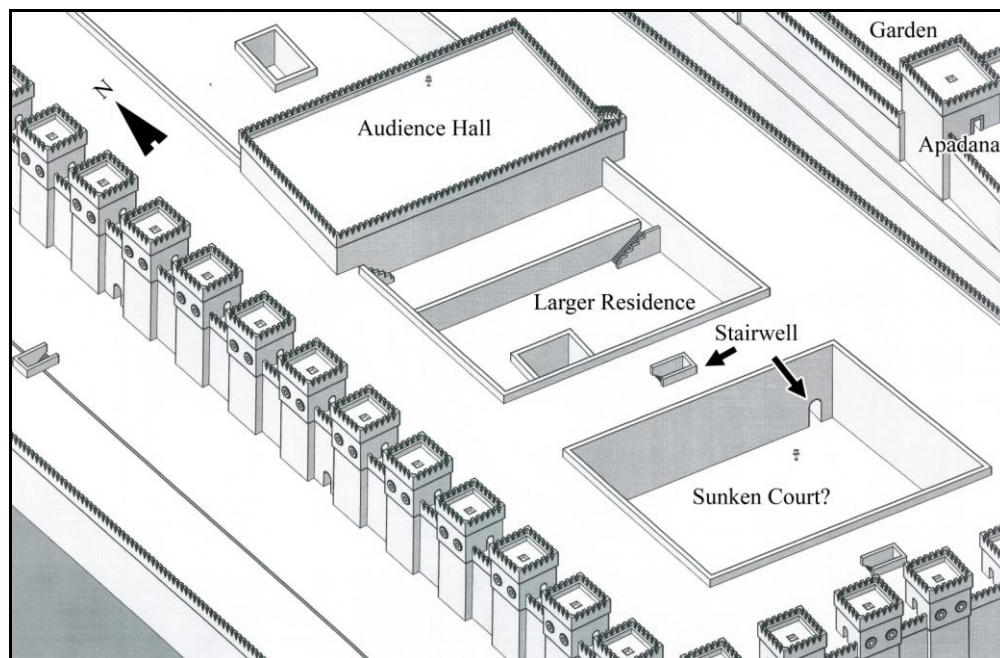 Garden
N
Audience Hall
Apadana
Larger Residence
Stairwell
Sunken Court?